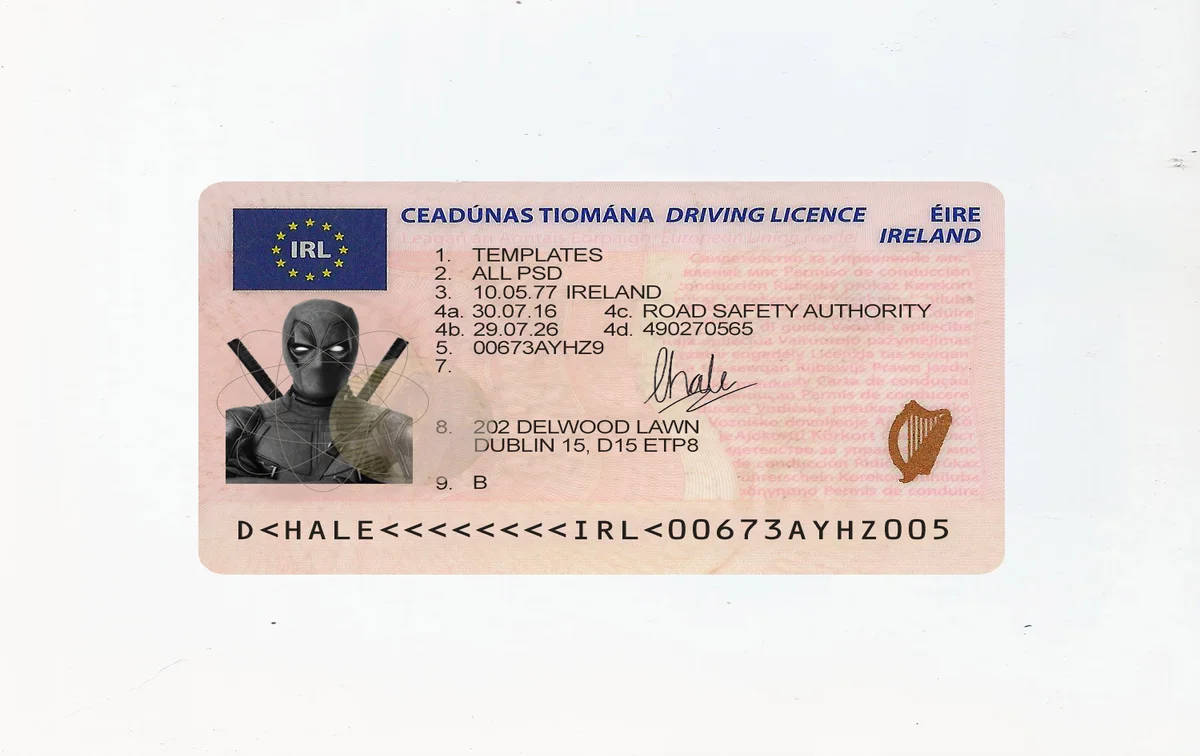 IRL
CEADÚNAS TIOMÁNA DRIVING LICENCE
ÉIRE
IRELAND
1. TEMPLATES
2. ALL PSD
3. 10.05.77 IRELAND
4a. 30.07.16 4c. ROAD SAFETY AUTHORITY
4b. 29.07.26 4d. 490270565
5. 00673AYHZ9
7. Chale
8. 202 DELWOOD LAWN
DUBLIN 15, D15 ETP8
9. B
D<HALE<<<<<<<<IRL<00673AYHZ005